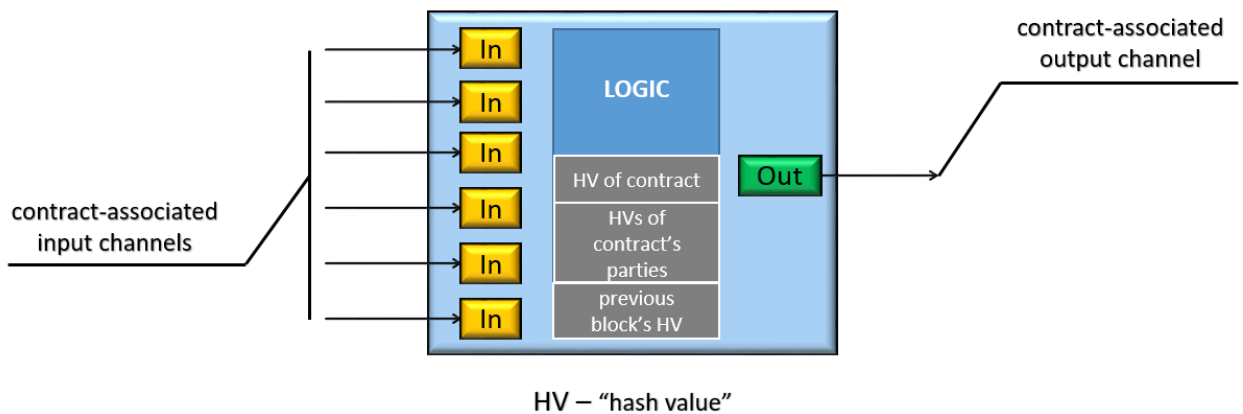 contract-associated
output channel
In
In
In
In
In
In
LOGIC
HV of contract
HVs of
contract's
parties
previous
block's HV
Out
contract-associated
input channels
HV – “hash value”